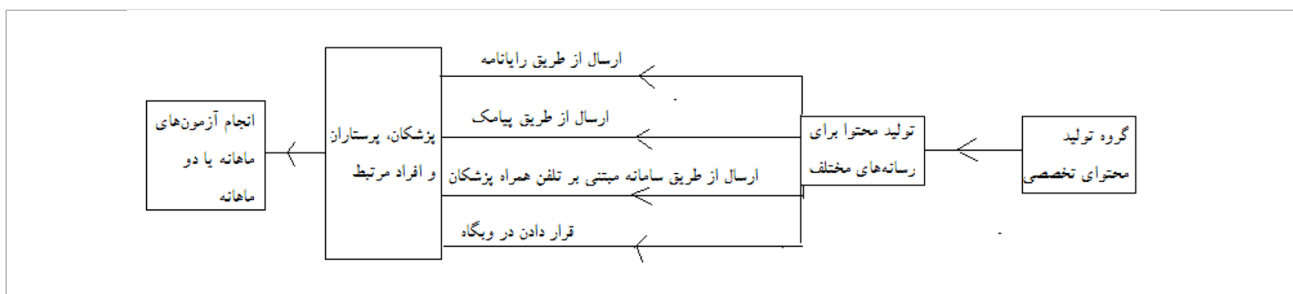 گروه تولید
محتوای تخصصی
تولید محتوا برای
رسانه‌های مختلف
ارسال از طریق رایانامه
ارسال از طریق پیامک
ارسال از طریق سامانه مبتنی بر تلفن همراه پزشکان
قرار دادن در وبگاه
پزشکان، پرستاران
و افراد مرتبط
انجام آزمون‌های
ماهانه یا دو
ماهانه